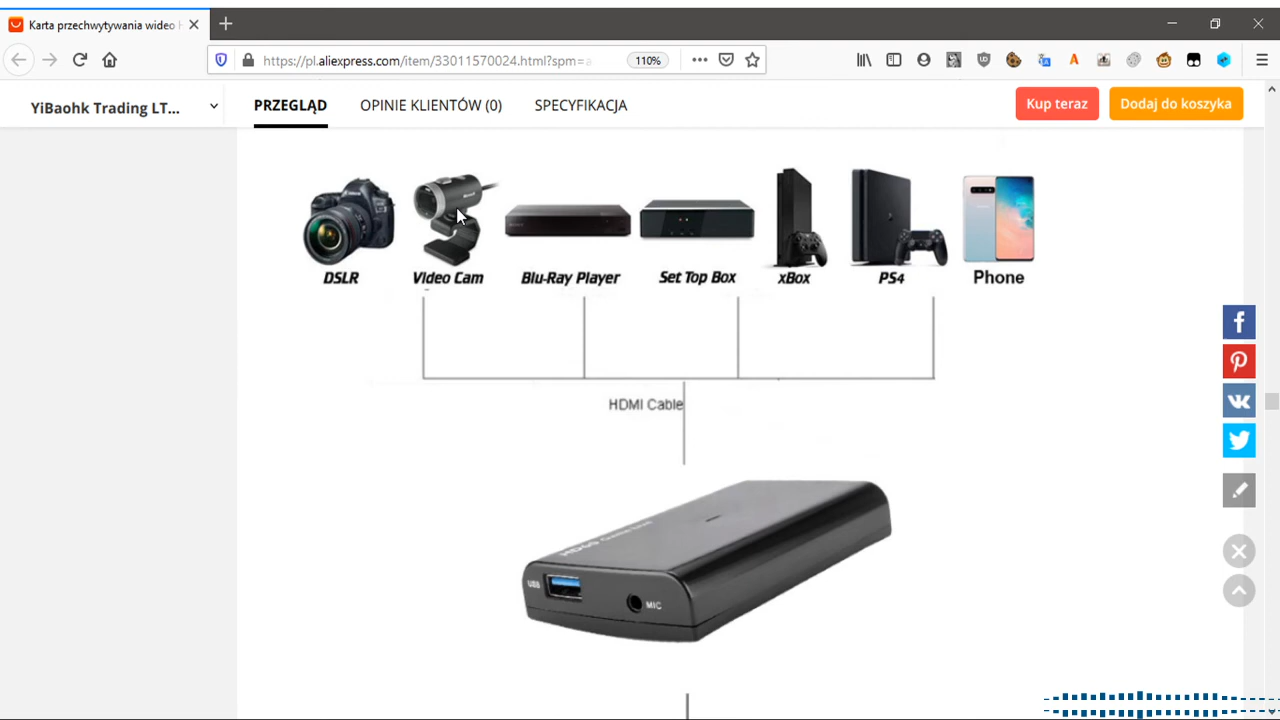 Karta przechwytywania wideo
https://pl.aliexpress.com/item/33011570024.html?spm=a
110%
YiBaohk Trading LT...
PRZEGLĄD
OPINIE KLIENTÓW (0)
SPECYFIKACJA
Kup teraz
Dodaj do koszyka
DSLR
Video Cam
Blu-Ray Player
Set Top Box
xBox
PS4
Phone
HDMI Cable
USB
MIC